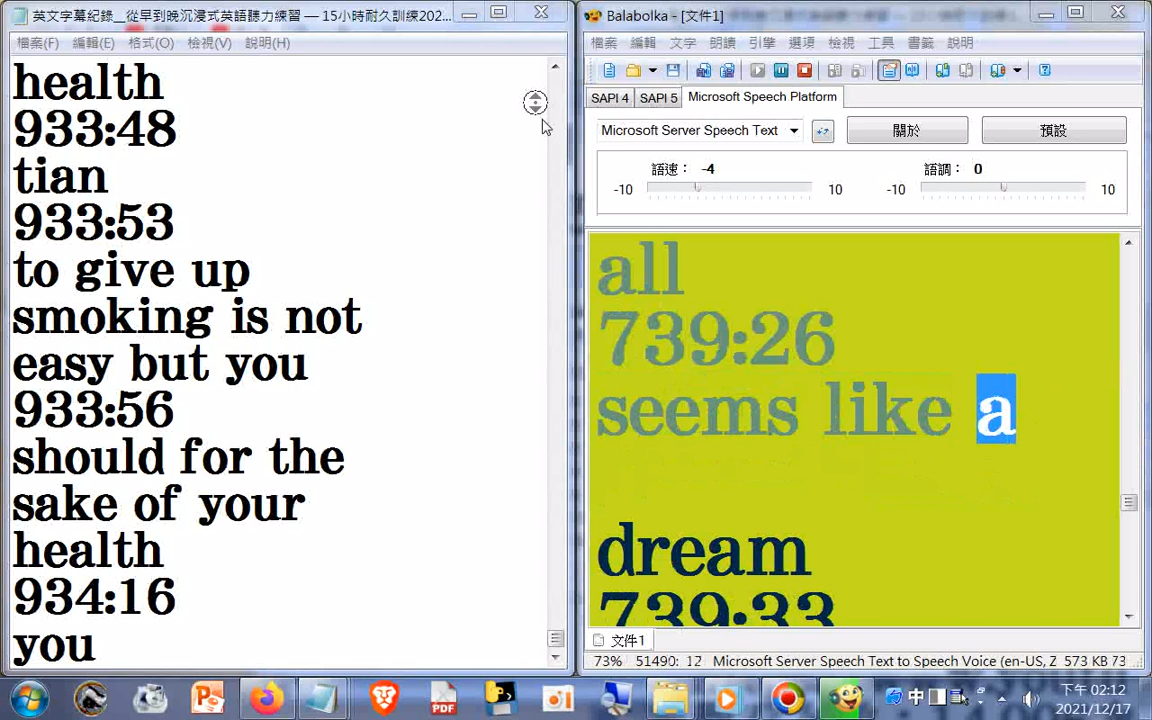 英文字幕紀錄__從早到晚沉浸式英語聽力練習 — 15小時耐久訓練202...
檔案(F) 編輯(E) 格式(O) 檢視(V) 說明(H)
health
933:48
tian
933:53
to give up
smoking is not
easy but you
933:56
should for the
sake of your
health
934:16
you
Balabolka - [文件1]
檔案 編輯 文字 朗讀 引擎 選項 檢視 工具 書籤 說明
SAPI 4 SAPI 5 Microsoft Speech Platform
Microsoft Server Speech Text 關於 預設
語速: -4 語調: 0
-10 10 -10 10
all
739:26
seems like a
dream
739:33
文件1
73% 51490: 12 Microsoft Server Speech Text to Speech Voice (en-US, Z 573 KB 73
PDF 中 下午 02:12
2021/12/17